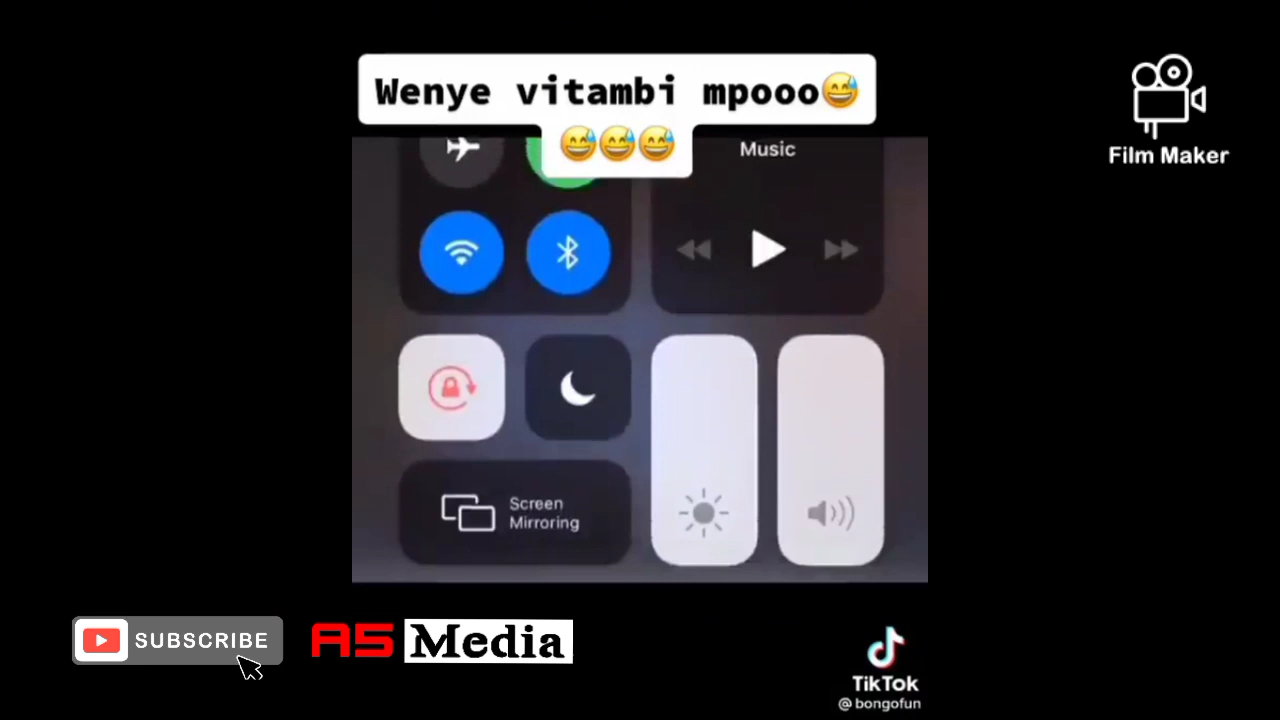 Wenye vitambi mpooo😅
😅😅😅
Film Maker
Music
Screen
Mirroring
SUBSCRIBE
A5 Media
TikTok
@bongofun